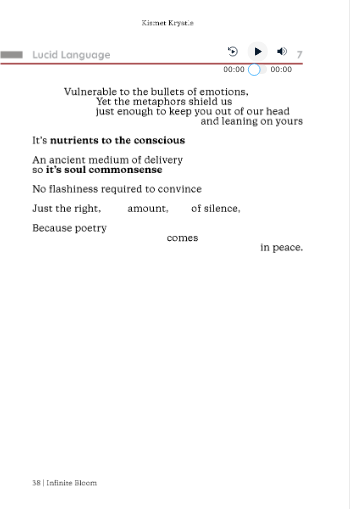 Kismet Krystle
Lucid Language
7
00:00 00:00
Vulnerable to the bullets of emotions,
Yet the metaphors shield us
just enough to keep you out of our head
and leaning on yours
It's nutrients to the conscious
An ancient medium of delivery
so it's soul commonsense
No flashiness required to convince
Just the right, amount, of silence,
Because poetry
comes
in peace.
38 | Infinite Bloom